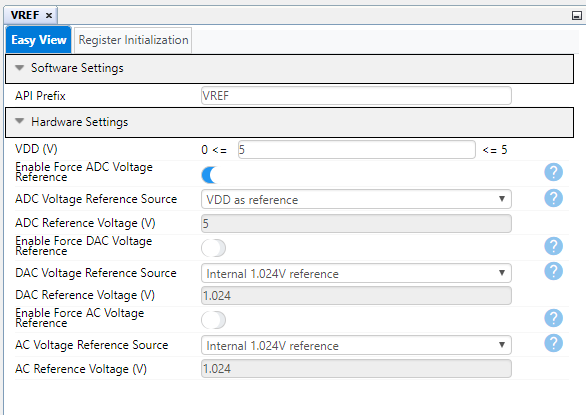 VREF ×
Easy View Register Initialization
Software Settings
API Prefix VREF
Hardware Settings
VDD (V) 0 <= 5 <= 5
Enable Force ADC Voltage
Reference
?
ADC Voltage Reference Source VDD as reference ?
ADC Reference Voltage (V) 5
Enable Force DAC Voltage
Reference
?
DAC Voltage Reference Source Internal 1.024V reference ?
DAC Reference Voltage (V) 1.024
Enable Force AC Voltage
Reference
?
AC Voltage Reference Source Internal 1.024V reference ?
AC Reference Voltage (V) 1.024